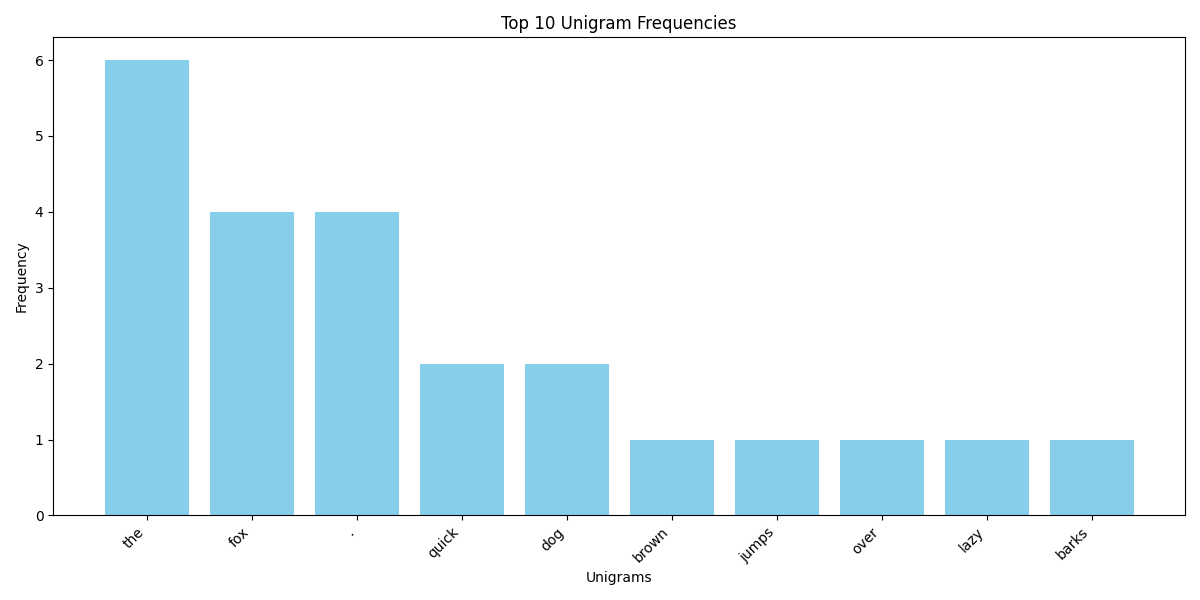 Top 10 Unigram Frequencies
Frequency
6
5
4
3
2
1
0
the
fox
.
quick
dog
brown
jumps
over
lazy
barks
Unigrams